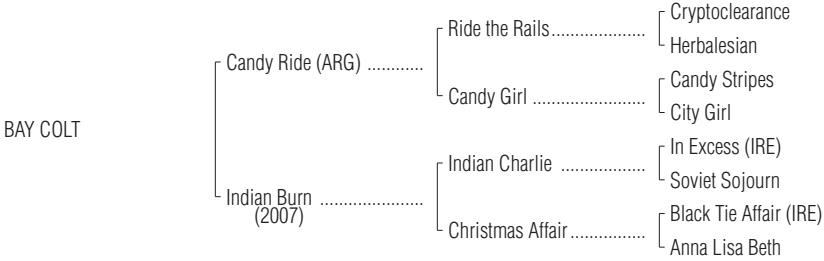 Cryptoclearance
Ride the Rails.....................
Herbalesian
Candy Ride (ARG) ............
Candy Stripes
Candy Girl .........................
City Girl
BAY COLT
In Excess (IRE)
Indian Charlie ...................
Soviet Sojourn
Indian Burn .......................
(2007)
Black Tie Affair (IRE)
Christmas Affair.................
Anna Lisa Beth